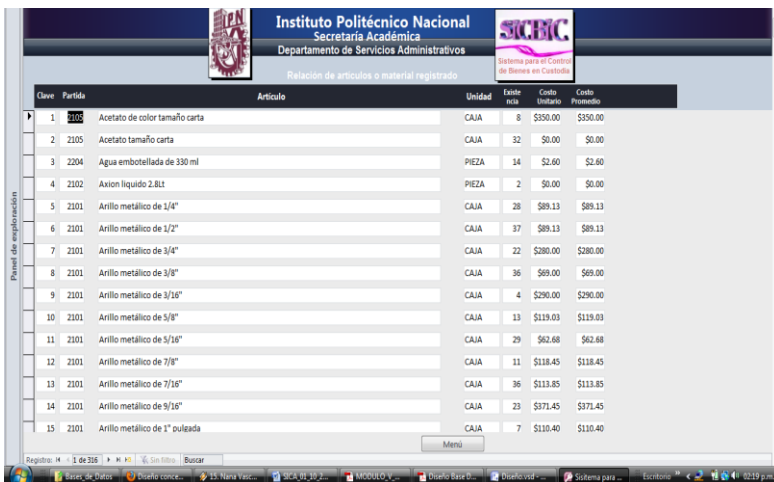 IPN
Instituto Politécnico Nacional
Secretaría Académica
Departamento de Servicios Administrativos
SICBIC
Sistema para el Control
de Bienes en Custodia
Relación de artículos o material registrado
Clave Partida Artículo Unidad Existe ncia Costo Unitario Costo Promedio
1 2105 Acetato de color tamaño carta CAJA 8 $350.00 $350.00
2 2105 Acetato tamaño carta CAJA 32 $0.00 $0.00
3 2204 Agua embotellada de 330 ml PIEZA 14 $2.60 $2.60
4 2102 Axion liquido 2.8Lt PIEZA 2 $0.00 $0.00
5 2101 Arillo metálico de 1/4" CAJA 28 $89.13 $89.13
6 2101 Arillo metálico de 1/2" CAJA 37 $89.13 $89.13
7 2101 Arillo metálico de 3/4" CAJA 22 $280.00 $280.00
8 2101 Arillo metálico de 3/8" CAJA 36 $69.00 $69.00
9 2101 Arillo metálico de 3/16" CAJA 4 $290.00 $290.00
10 2101 Arillo metálico de 5/8" CAJA 13 $119.03 $119.03
11 2101 Arillo metálico de 5/16" CAJA 29 $62.68 $62.68
12 2101 Arillo metálico de 7/8" CAJA 11 $118.45 $118.45
13 2101 Arillo metálico de 7/16" CAJA 36 $113.85 $113.85
14 2101 Arillo metálico de 9/16" CAJA 23 $371.45 $371.45
15 2101 Arillo metálico de 1" pulgada CAJA 7 $110.40 $110.40
Panel de exploración
Menú
Registro: 1 de 316 Sin filtro Buscar
Bases_de_Datos Diseño conce... 15. Nana Vasc... SICA_01_10_2... MODULO_V_... Diseño Base D... Diseño.vsd - ... Sisitema para ... Escritorio 02:19 p.m.